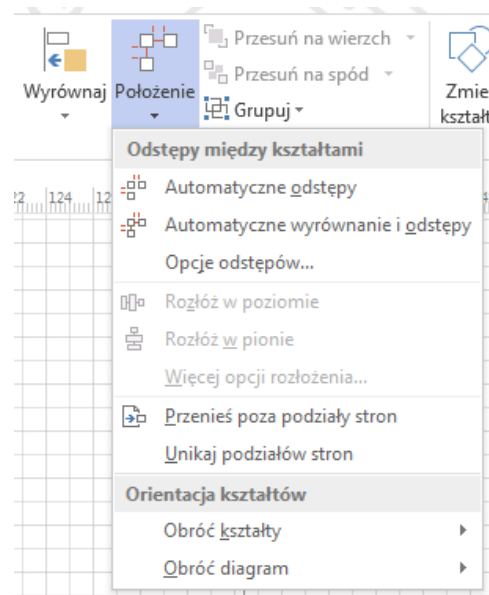 Przesuń na wierzch
Przesuń na spód
Wyrównaj Położenie
Grupuj
Odstępy między kształtami
124
Automatyczne odstępy
Automatyczne wyrównanie i odstępy
Opcje odstępów...
Rozłóż w poziomie
Rozłóż w pionie
Więcej opcji rozłożenia...
Przenieś poza podziały stron
Unikaj podziałów stron
Orientacja kształtów
Obróć kształty
Obróć diagram